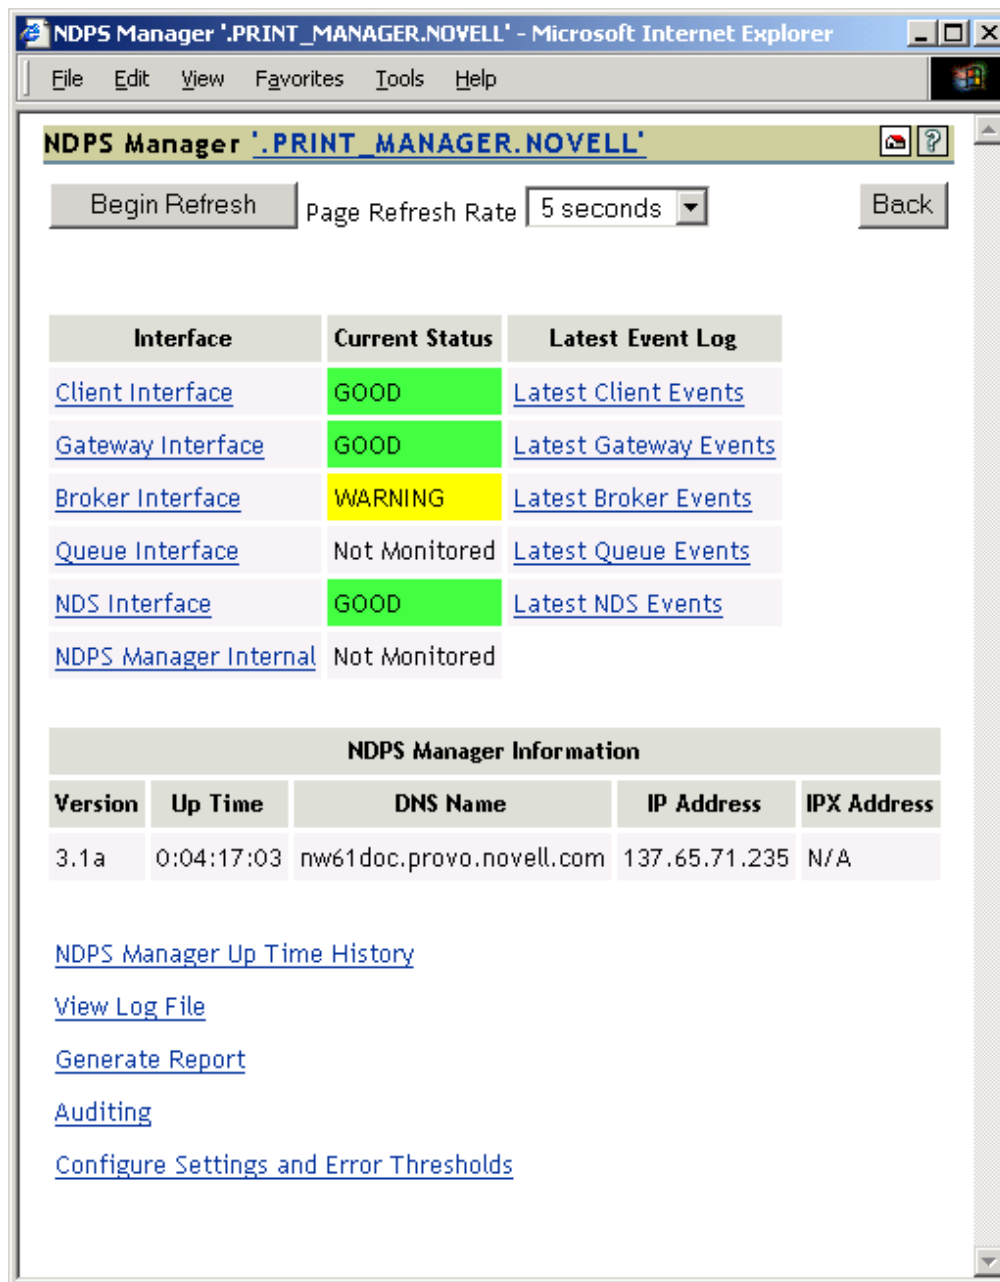 NDPS Manager '.PRINT_MANAGER.NOVELL' - Microsoft Internet Explorer
File Edit View Favorites Tools Help
NDPS Manager '.PRINT_MANAGER.NOVELL'
Begin Refresh Page Refresh Rate 5 seconds Back
Interface Current Status Latest Event Log
Client Interface GOOD Latest Client Events
Gateway Interface GOOD Latest Gateway Events
Broker Interface WARNING Latest Broker Events
Queue Interface Not Monitored Latest Queue Events
NDS Interface GOOD Latest NDS Events
NDPS Manager Internal Not Monitored
NDPS Manager Information
Version Up Time DNS Name IP Address IPX Address
3.1a 0:04:17:03 nw61doc.provo.novell.com 137.65.71.235 N/A
NDPS Manager Up Time History
View Log File
Generate Report
Auditing
Configure Settings and Error Thresholds